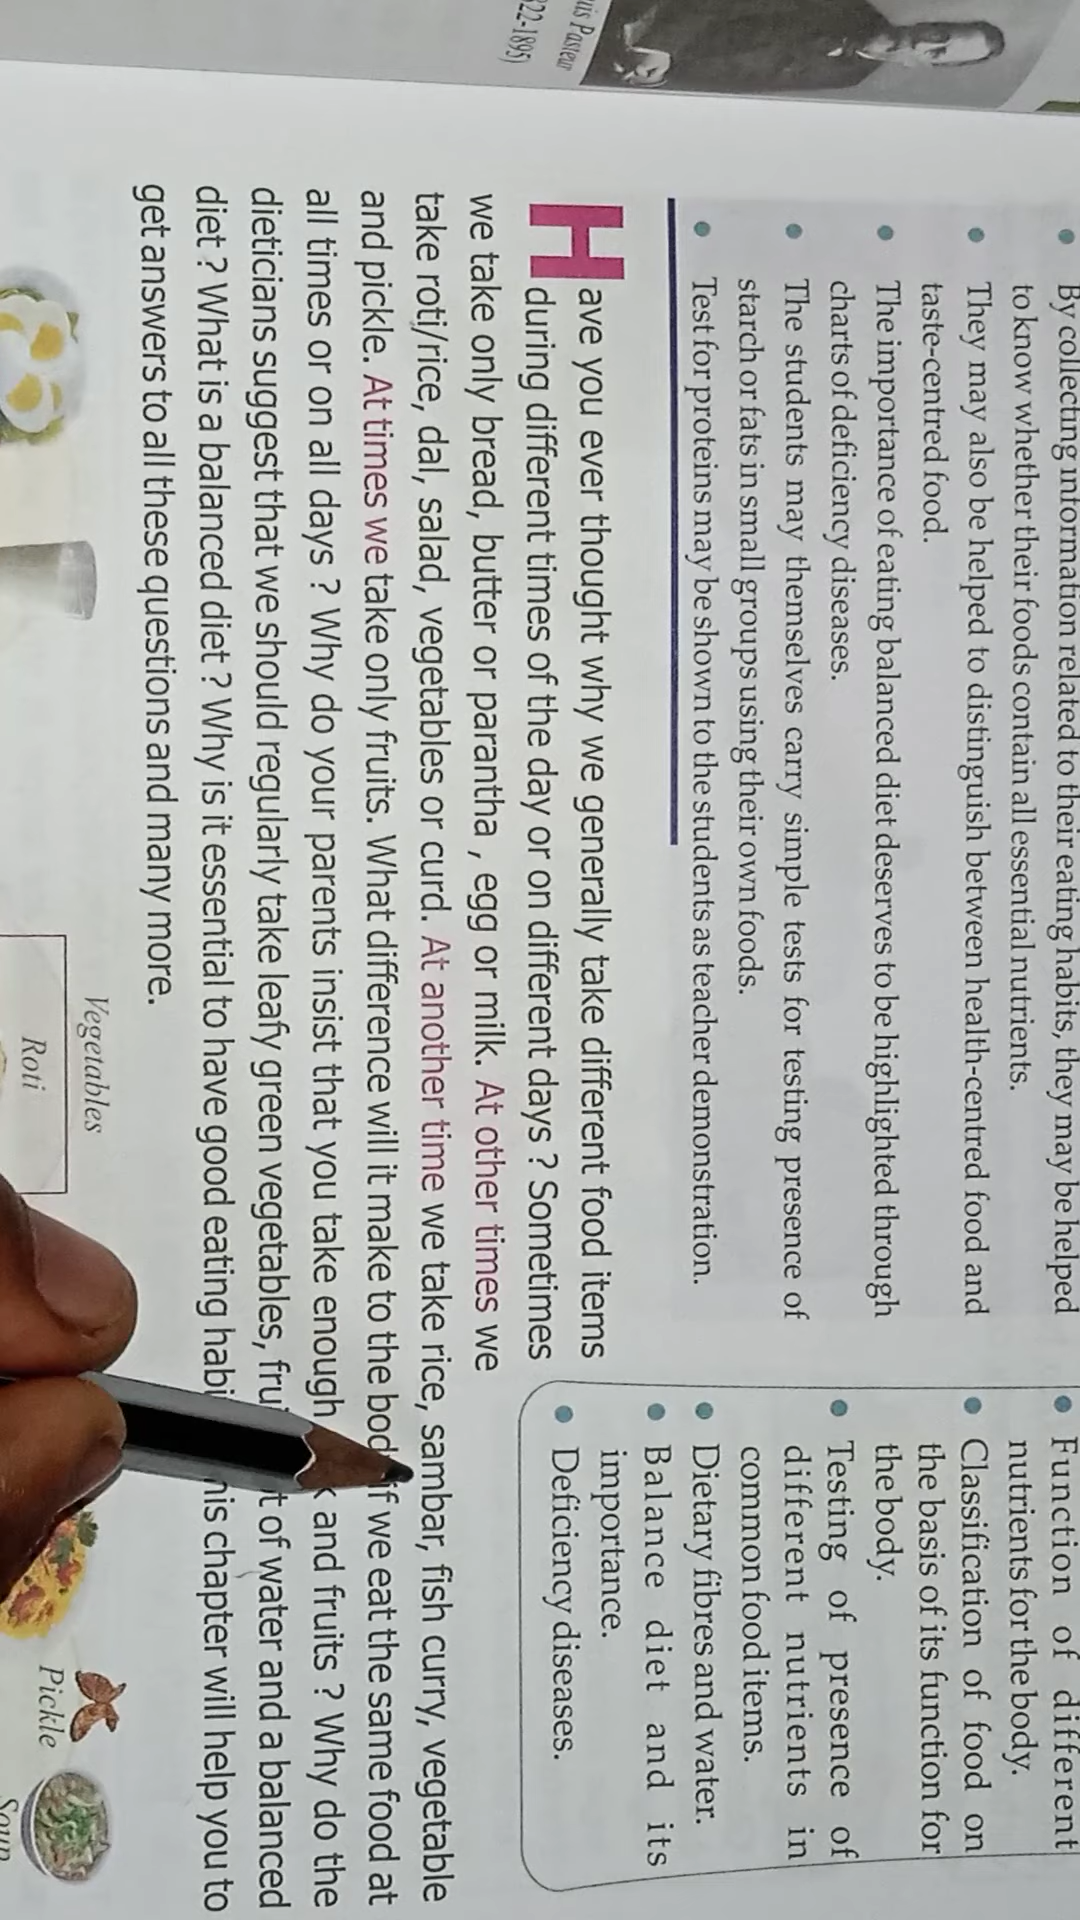 uis Pasteur
822-1895)
By collecting information related to their eating habits, they may be helped
to know whether their foods contain all essential nutrients.
They may also be helped to distinguish between health-centred food and
taste-centred food.
The importance of eating balanced diet deserves to be highlighted through
charts of deficiency diseases.
The students may themselves carry simple tests for testing presence of
starch or fats in small groups using their own foods.
Test for proteins may be shown to the students as teacher demonstration.
Function of different
nutrients for the body.
Classification of food on
the basis of its function for
the body.
Testing of presence of
different nutrients in
common food items.
Dietary fibres and water.
Balance diet and its
importance.
Deficiency diseases.
Have you ever thought why we generally take different food items
during different times of the day or on different days ? Sometimes
we take only bread, butter or parantha , egg or milk. At other times we
take roti/rice, dal, salad, vegetables or curd. At another time we take rice, sambar, fish curry, vegetable
and pickle. At times we take only fruits. What difference will it make to the bod if we eat the same food at
all times or on all days ? Why do your parents insist that you take enough k and fruits ? Why do the
dieticians suggest that we should regularly take leafy green vegetables, fru t of water and a balanced
diet ? What is a balanced diet ? Why is it essential to have good eating habi his chapter will help you to
get answers to all these questions and many more.
Vegetables
Roti
Pickle
Soup